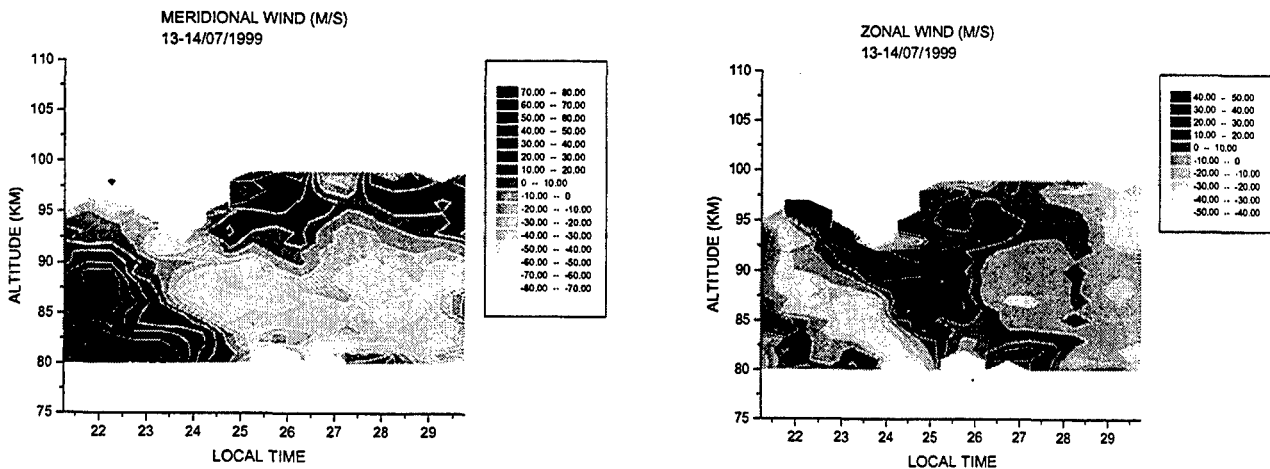 MERIDIONAL WIND (M/S)
13-14/07/1999
110
105
100
95
90
85
80
75
ALTITUDE (KM)
22 23 24 25 26 27 28 29
LOCAL TIME
70.00 -- 80.00
60.00 -- 70.00
50.00 -- 60.00
40.00 -- 50.00
30.00 -- 40.00
20.00 -- 30.00
10.00 -- 20.00
0 -- 10.00
-10.00 -- 0
-20.00 -- -10.00
-30.00 -- -20.00
-40.00 -- -30.00
-50.00 -- -40.00
-60.00 -- -50.00
-70.00 -- -60.00
-80.00 -- -70.00
ZONAL WIND (M/S)
13-14/07/1999
110
105
100
95
90
85
80
75
ALTITUDE (KM)
22 23 24 25 26 27 28 29
LOCAL TIME
40.00 -- 50.00
30.00 -- 40.00
20.00 -- 30.00
10.00 -- 20.00
0 -- 10.00
-10.00 -- 0
-20.00 -- -10.00
-30.00 -- -20.00
-40.00 -- -30.00
-50.00 -- -40.00